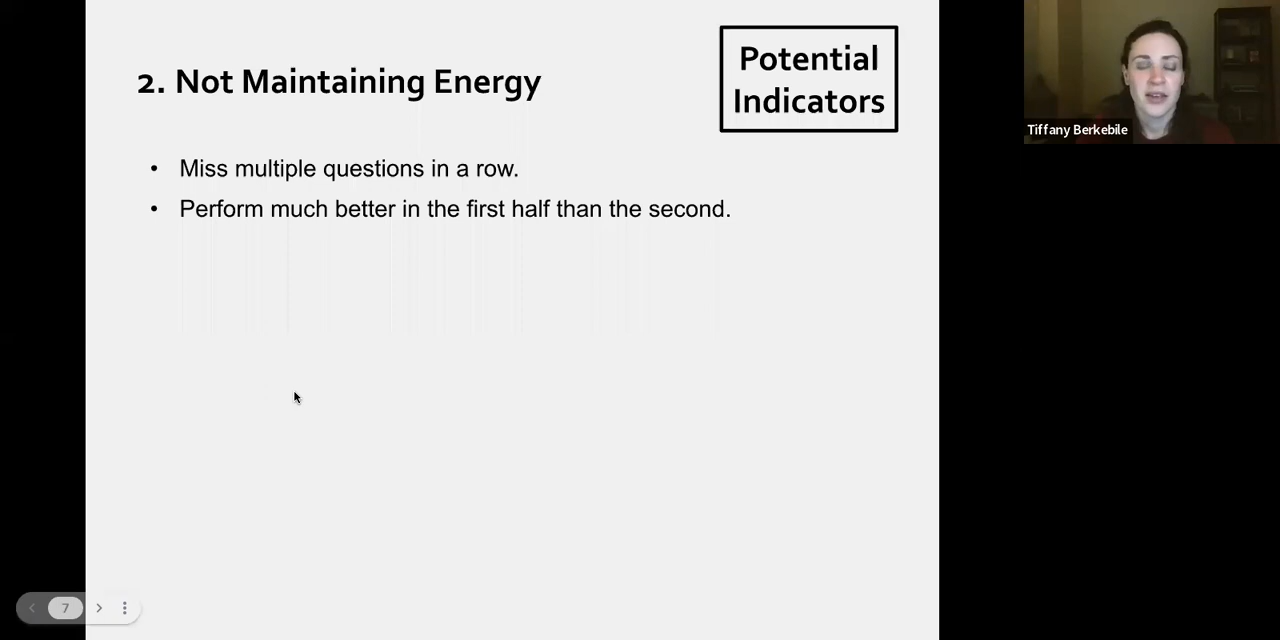 2. Not Maintaining Energy
Potential
Indicators
• Miss multiple questions in a row.
• Perform much better in the first half than the second.
Tiffany Berkebile
7